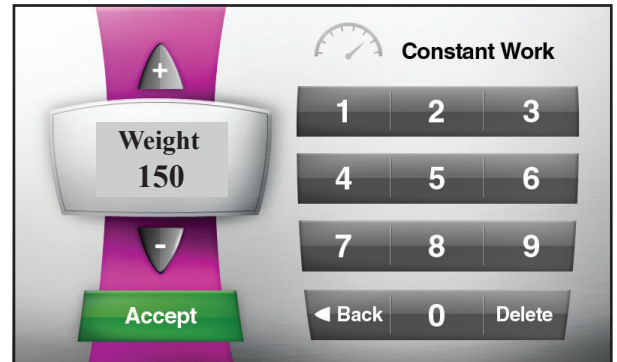 +
Constant Work
Weight
150
-
Accept
1 2 3
4 5 6
7 8 9
◀ Back 0 Delete